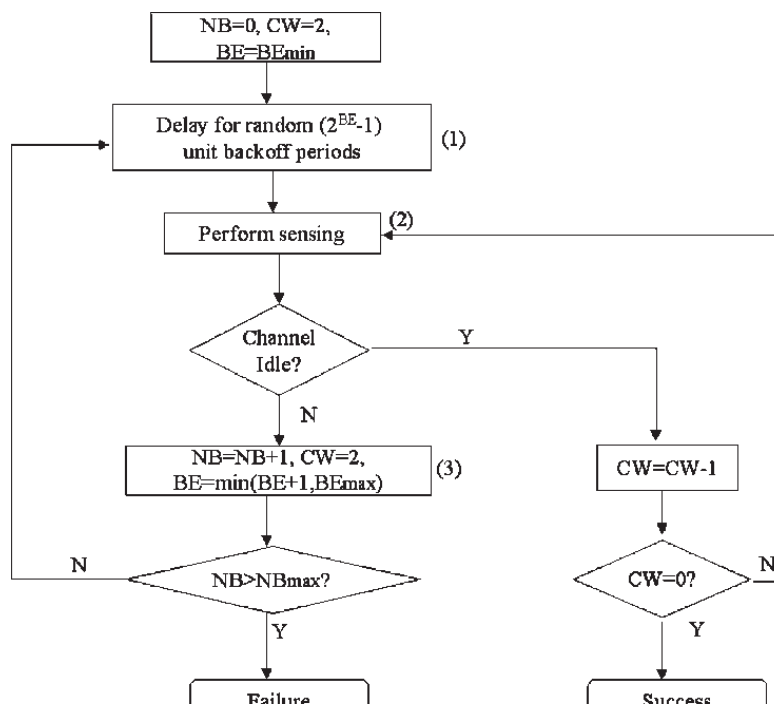 NB=0, CW=2,
BE=BEmin
Delay for random (2^BE-1)
unit backoff periods
(1)
(2)
Perform sensing
Channel
Idle?
Y
N
NB=NB+1, CW=2,
BE=min(BE+1,BEmax)
(3)
CW=CW-1
N
NB>NBmax?
CW=0?
N
Y
Y
Failure
Success